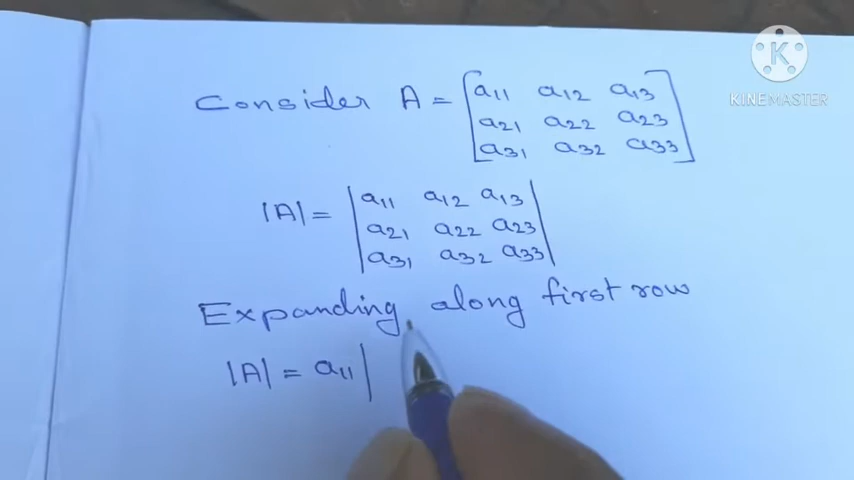 Consider A = [a11 a12 a13
a21 a22 a23
a31 a32 a33]
|A| = |a11 a12 a13
a21 a22 a23
a31 a32 a33|
Expanding along first row
|A| = a11 |
K
KINEMASTER